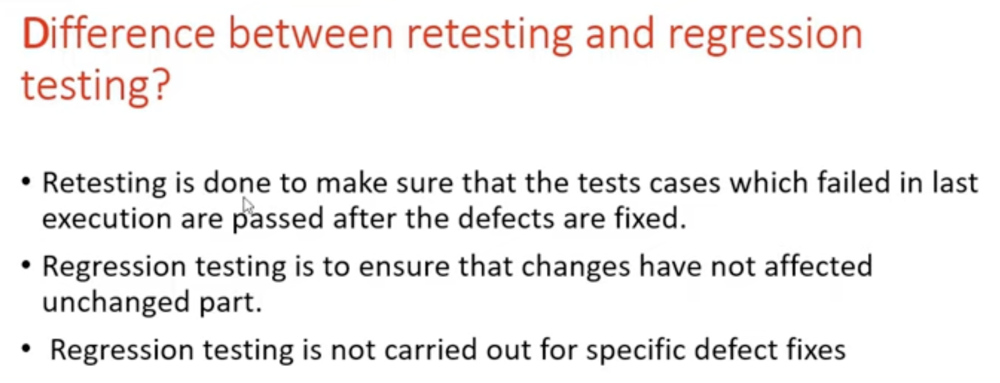 Difference between retesting and regression
testing?
• Retesting is done to make sure that the tests cases which failed in last
execution are passed after the defects are fixed.
• Regression testing is to ensure that changes have not affected
unchanged part.
• Regression testing is not carried out for specific defect fixes